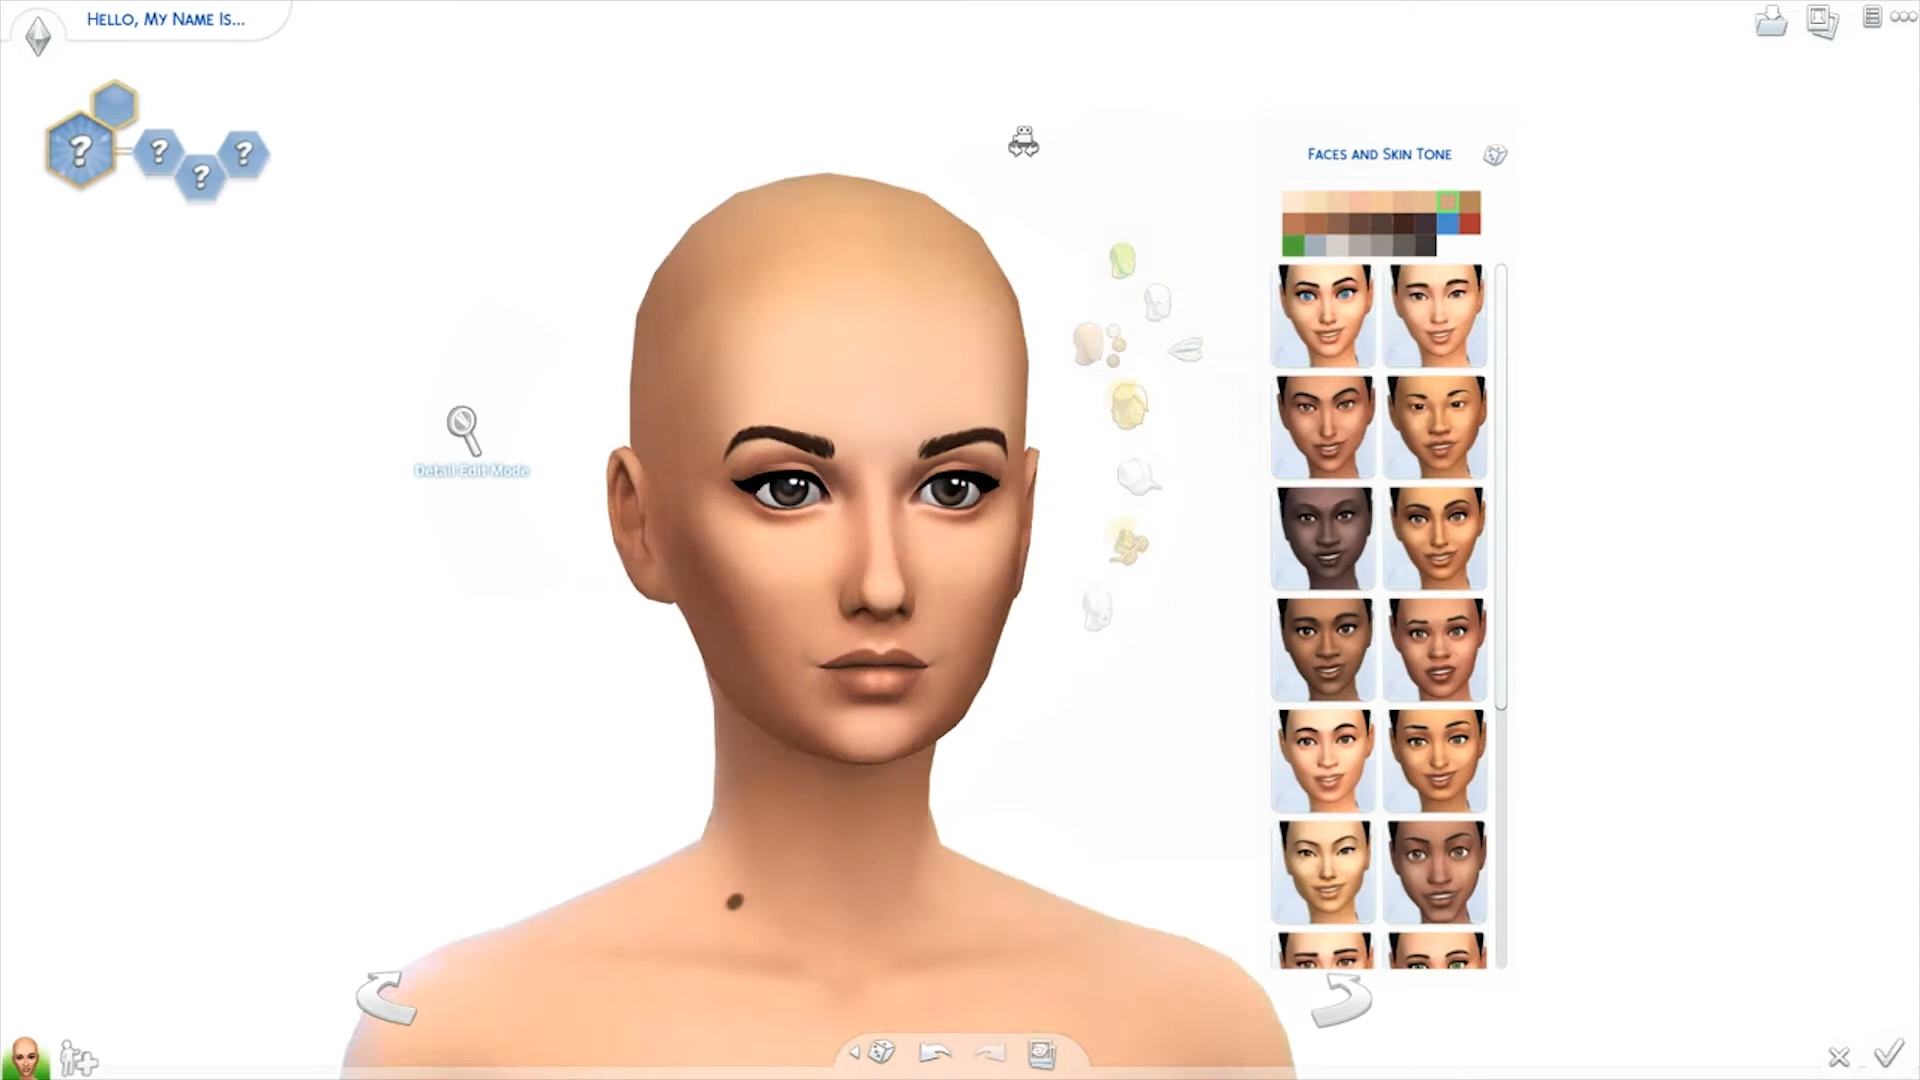 Hello, My Name Is...
?
? ? ?
Faces and Skin Tone
Detail Edit Mode